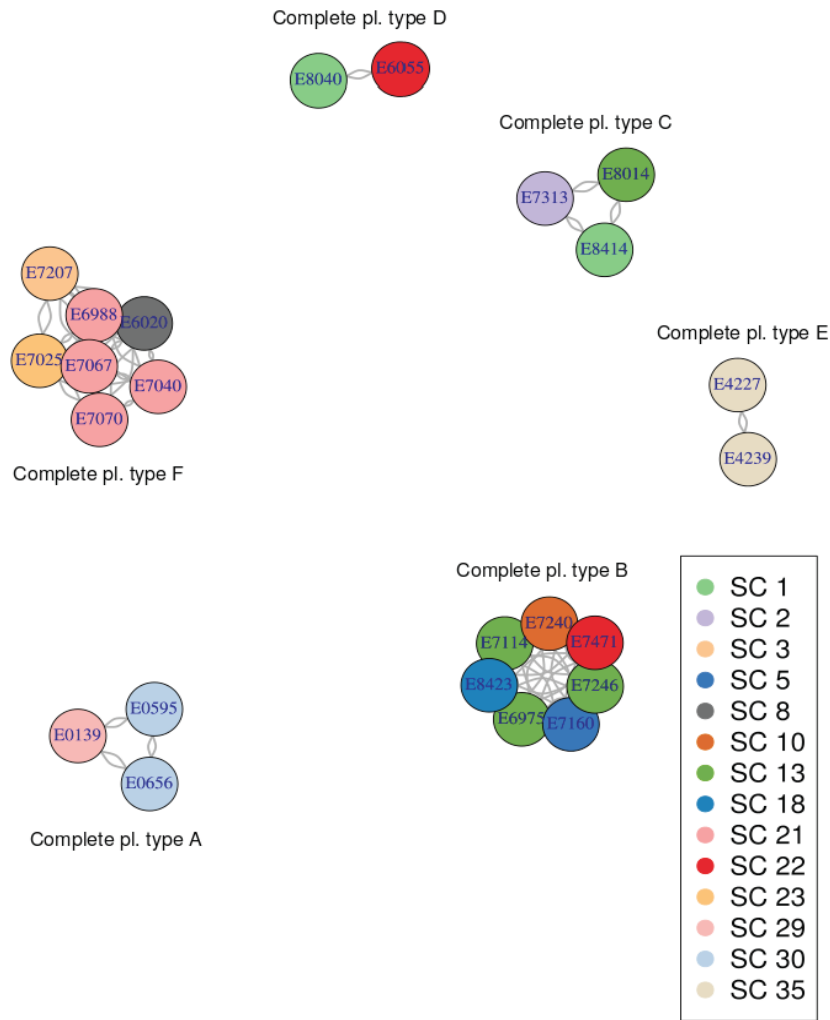 Complete pl. type D
E8040
E6055
Complete pl. type C
E7313
E8014
E8414
E7207
E6988
E6020
E7025
E7067
E7040
E7070
Complete pl. type F
Complete pl. type E
E4227
E4239
Complete pl. type B
E7240
E7114
E7471
E8423
E7246
E6975
E7160
E0595
E0139
E0656
Complete pl. type A
SC 1
SC 2
SC 3
SC 5
SC 8
SC 10
SC 13
SC 18
SC 21
SC 22
SC 23
SC 29
SC 30
SC 35